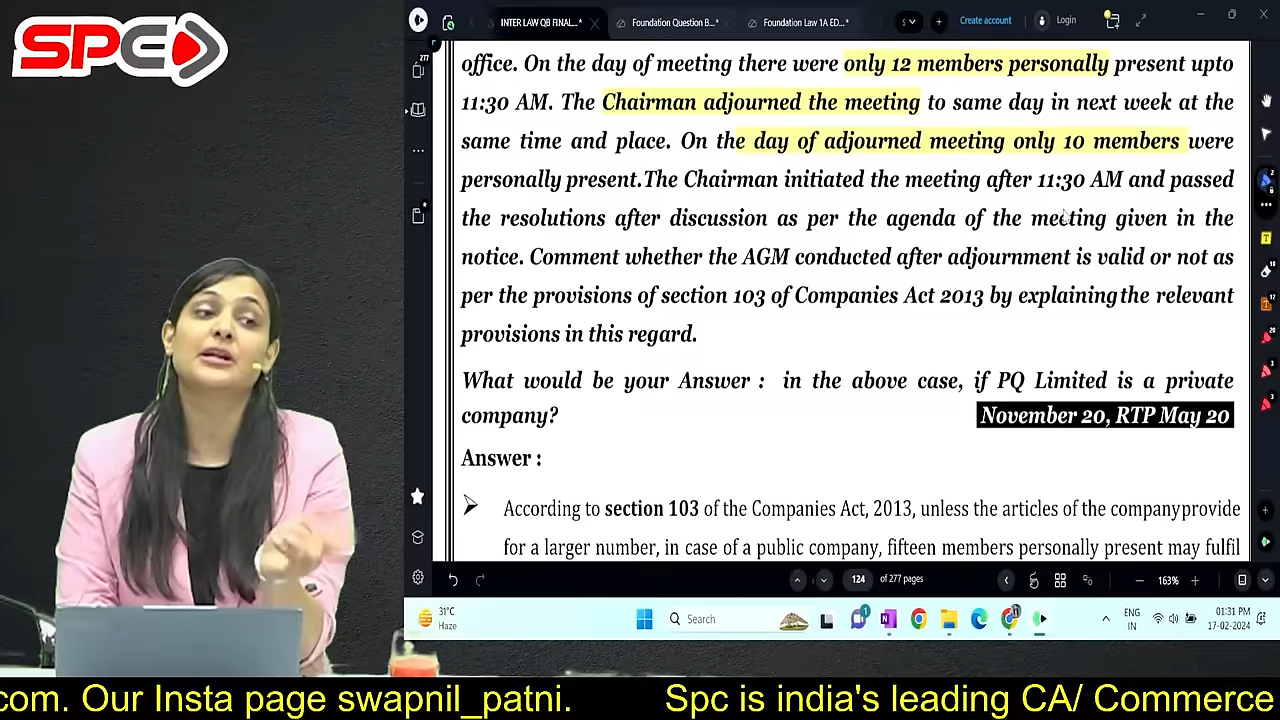 SPC
INTER LAW QB FINAL...*
Foundation Question B...*
Foundation Law 1A ED...*
5
Create account
Login
277
office. On the day of meeting there were only 12 members personally present upto
11:30 AM. The Chairman adjourned the meeting to same day in next week at the
same time and place. On the day of adjourned meeting only 10 members were
personally present.The Chairman initiated the meeting after 11:30 AM and passed
the resolutions after discussion as per the agenda of the meeting given in the
notice. Comment whether the AGM conducted after adjournment is valid or not as
per the provisions of section 103 of Companies Act 2013 by explaining the relevant
provisions in this regard.
What would be your Answer : in the above case, if PQ Limited is a private
company?
November 20, RTP May 20
Answer :
According to section 103 of the Companies Act, 2013, unless the articles of the company provide
for a larger number, in case of a public company, fifteen members personally present may fulfil
124
of 277 pages
163%
31°C
Haze
Search
ENG
IN
01:31 PM
17-02-2024
com. Our Insta page swapnil_patni.
Spc is india's leading CA/ Commerce